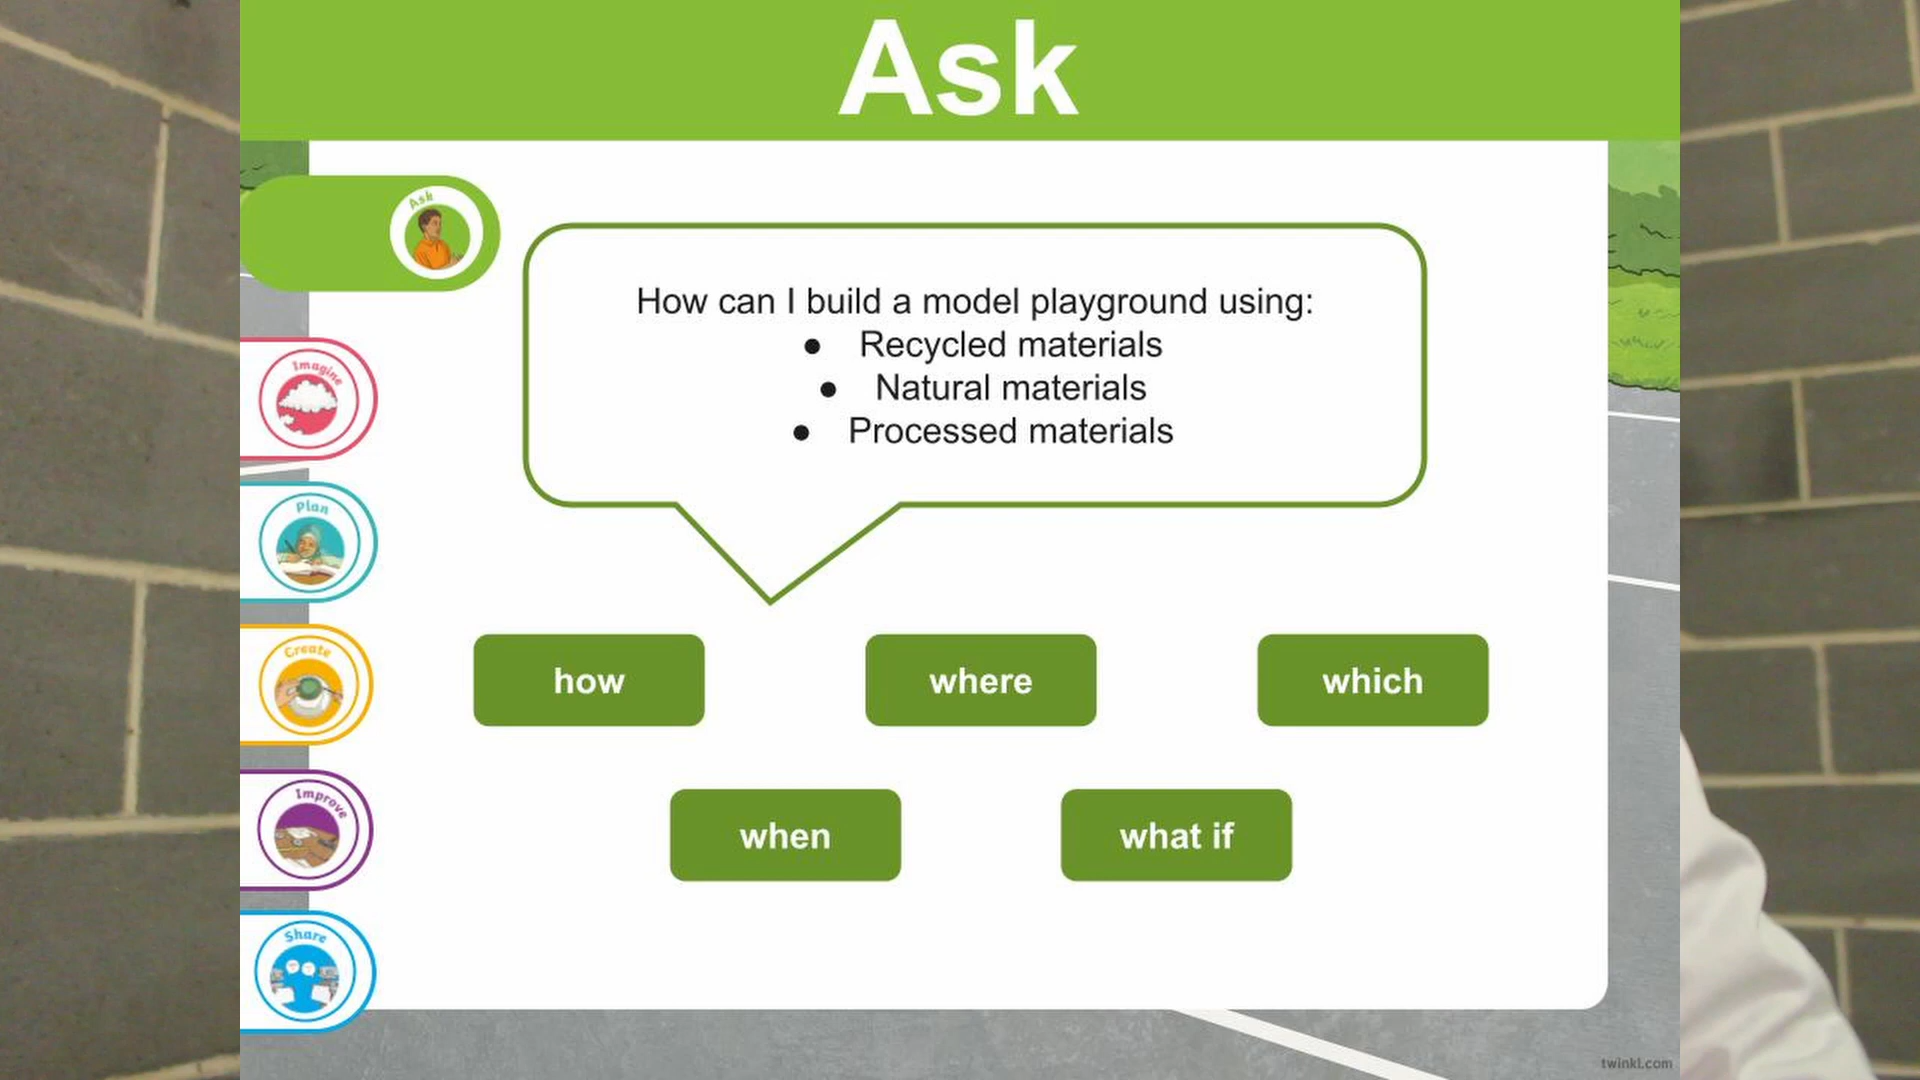 Ask
Ask
How can I build a model playground using:
● Recycled materials
● Natural materials
● Processed materials
Imagine
Plan
how
where
which
Create
when
what if
Improve
Share
twinkl.com